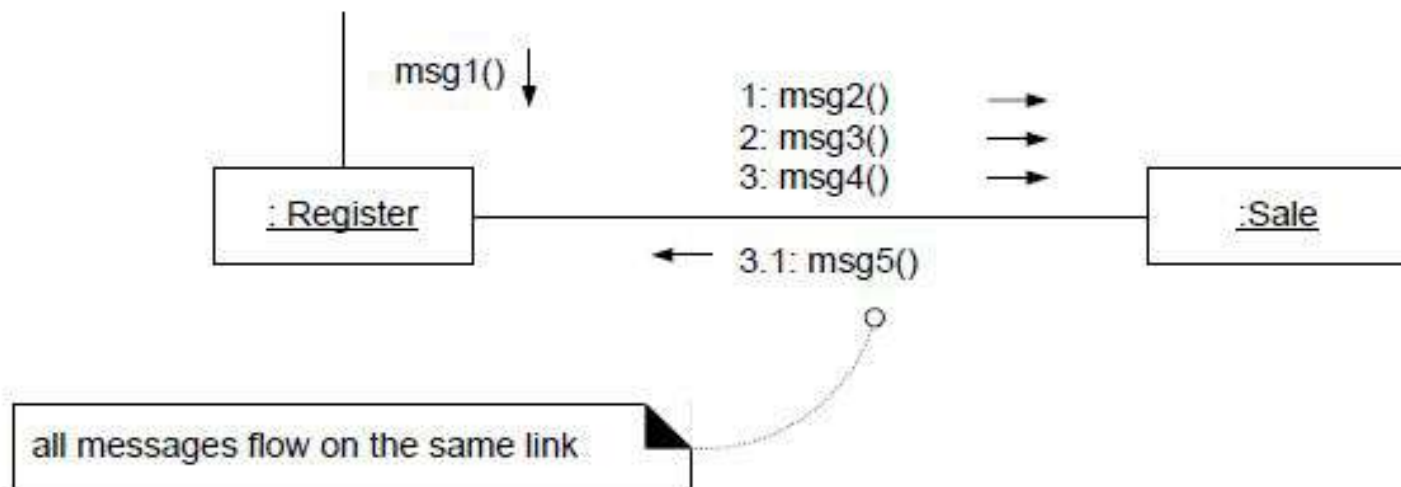 msg1()
1: msg2()
2: msg3()
3: msg4()
: Register
:Sale
3.1: msg5()
all messages flow on the same link